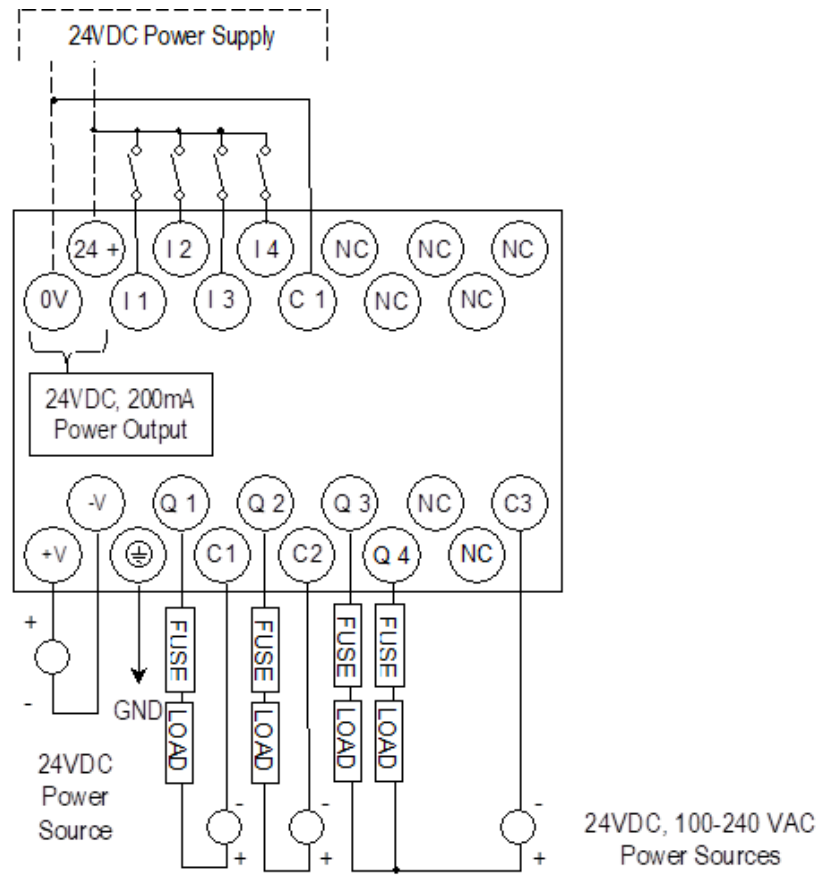 24VDC Power Supply
24 +
I 2
I 4
NC
NC
NC
0V
I 1
I 3
C 1
NC
NC
24VDC, 200mA
Power Output
-V
Q 1
Q 2
Q 3
NC
C3
+V
C1
C2
Q 4
NC
+
-
GND
FUSE
FUSE
FUSE
FUSE
LOAD
LOAD
LOAD
LOAD
24VDC
Power
Source
-
+
-
+
-
+
24VDC, 100-240 VAC
Power Sources